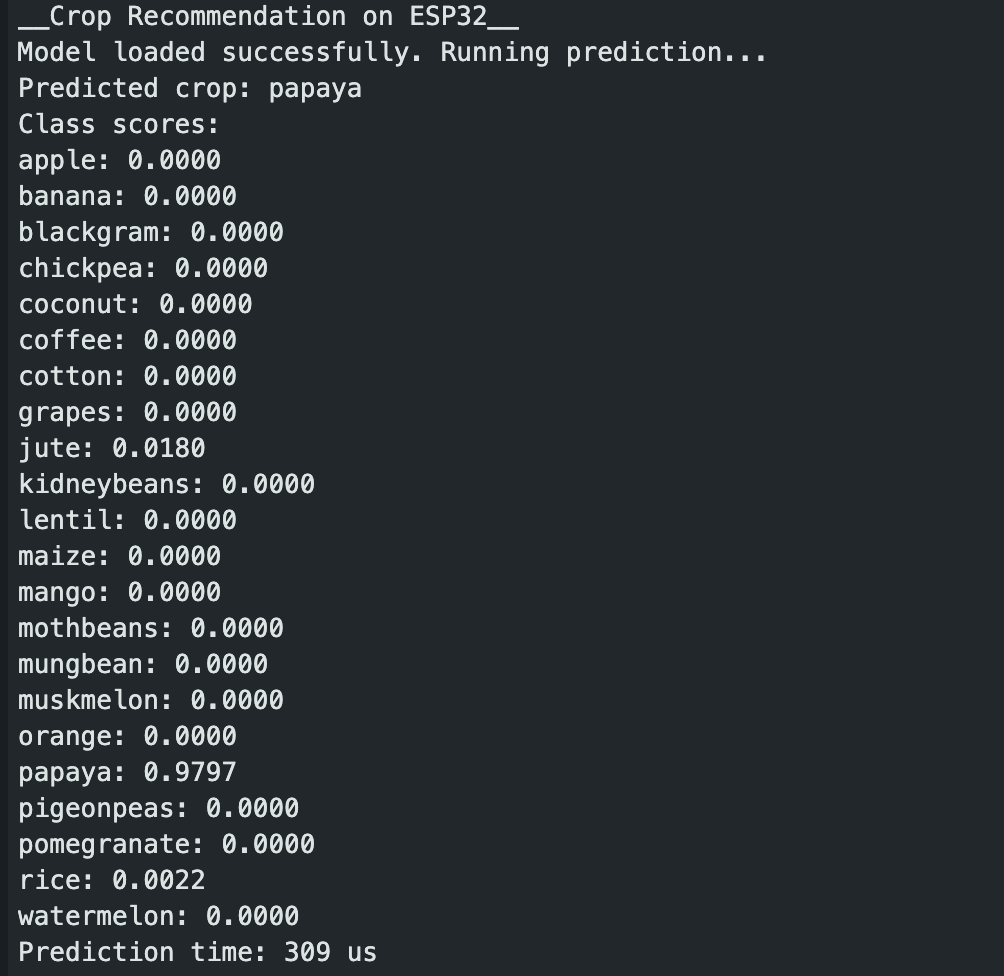 __Crop Recommendation on ESP32__
Model loaded successfully. Running prediction...
Predicted crop: papaya
Class scores:
apple: 0.0000
banana: 0.0000
blackgram: 0.0000
chickpea: 0.0000
coconut: 0.0000
coffee: 0.0000
cotton: 0.0000
grapes: 0.0000
jute: 0.0180
kidneybeans: 0.0000
lentil: 0.0000
maize: 0.0000
mango: 0.0000
mothbeans: 0.0000
mungbean: 0.0000
muskmelon: 0.0000
orange: 0.0000
papaya: 0.9797
pigeonpeas: 0.0000
pomegranate: 0.0000
rice: 0.0022
watermelon: 0.0000
Prediction time: 309 us